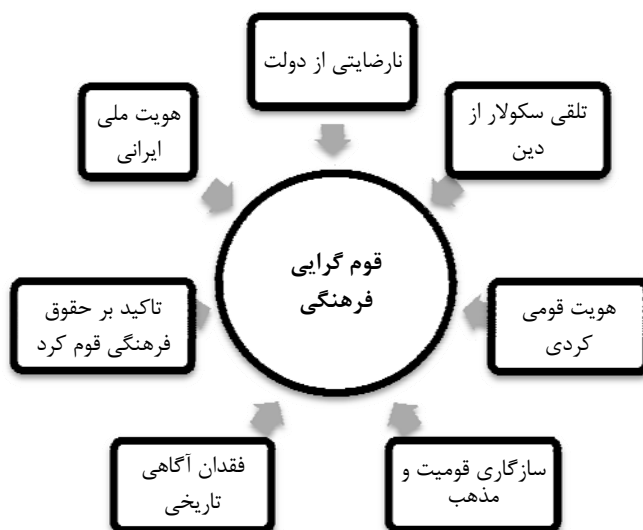 نارضایتی از دولت
تلقی سکولار از
دین
هویت ملی
ایرانی
قوم گرایی
فرهنگی
هویت قومی
کردی
تاکید بر حقوق
فرهنگی قوم کرد
سازگاری قومیت و
مذهب
فقدان آگاهی
تاریخی